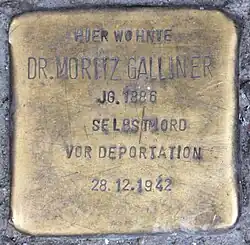 HIER WOHNTE
DR. MORITZ GALLINER
JG. 1886
SELBSTMORD
VOR DEPORTATION
28.12.1942